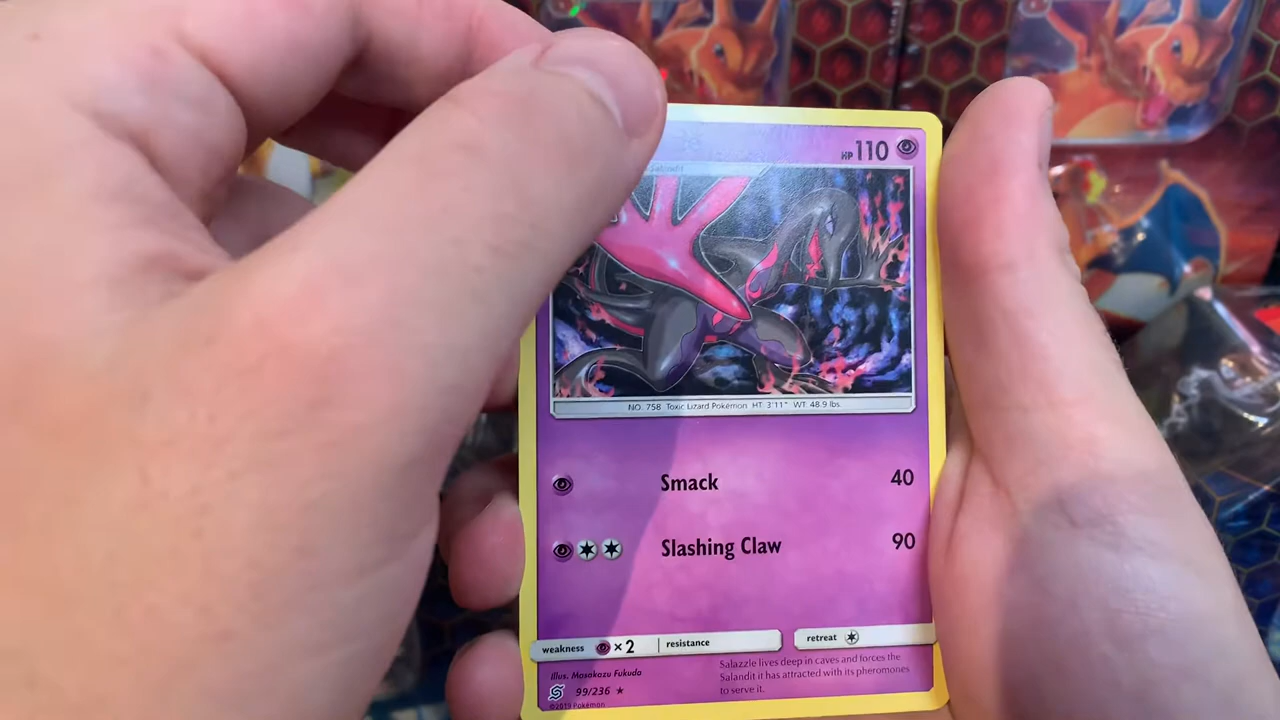 HP 110
NO. 758 Toxic Lizard Pokémon HT: 3'11" WT: 48.9 lbs.
Smack 40
Slashing Claw 90
weakness ×2 resistance retreat
Salazzle lives deep in caves and forces the
Salandit it has attracted with its pheromones
to serve it.
Illus. Masakazu Fukuda
99/236
©2019 Pokémon